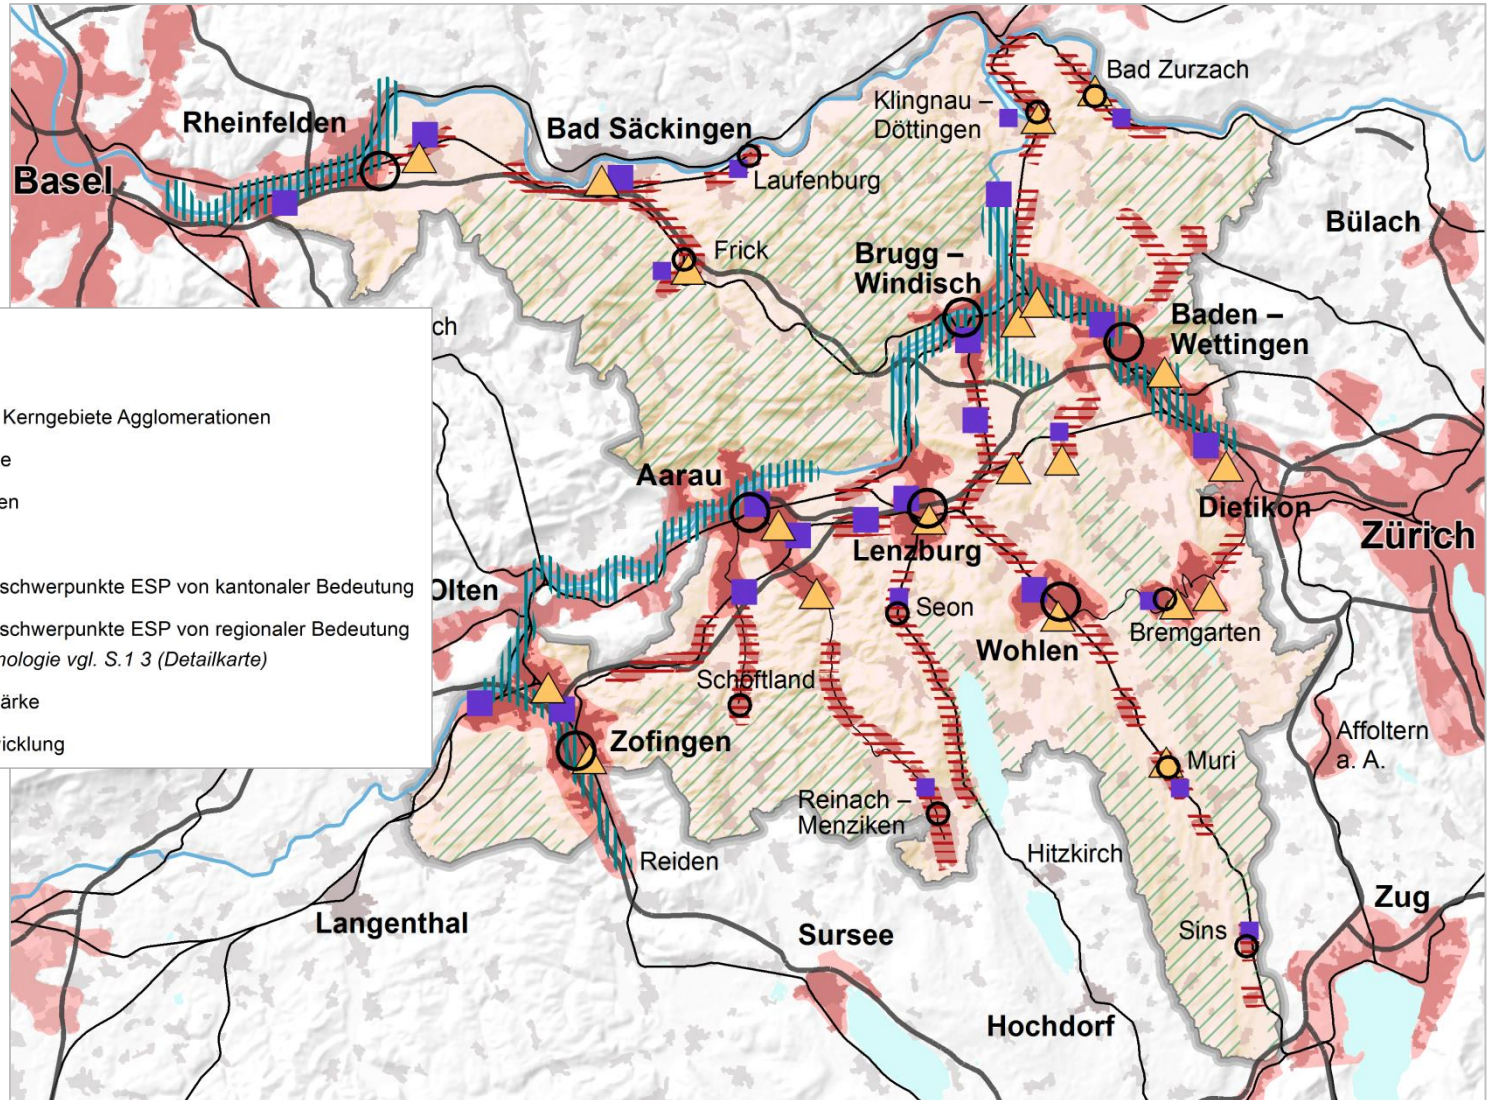 Bad Zurzach
Klingnau –
Döttingen
Rheinfelden
Bad Säckingen
Basel
Laufenburg
Bülach
Frick
Brugg –
Windisch
Baden –
Wettingen
ch
Kerngebiete Agglomerationen
e
en
schwerpunkte ESP von kantonaler Bedeutung
schwerpunkte ESP von regionaler Bedeutung
nologie vgl. S.1 3 (Detailkarte)
ärke
icklung
Aarau
Dietikon
Zürich
Lenzburg
Olten
Seon
Bremgarten
Wohlen
Schöftland
Zofingen
Affoltern
a. A.
Muri
Reinach –
Menziken
Hitzkirch
Reiden
Zug
Langenthal
Sursee
Sins
Hochdorf